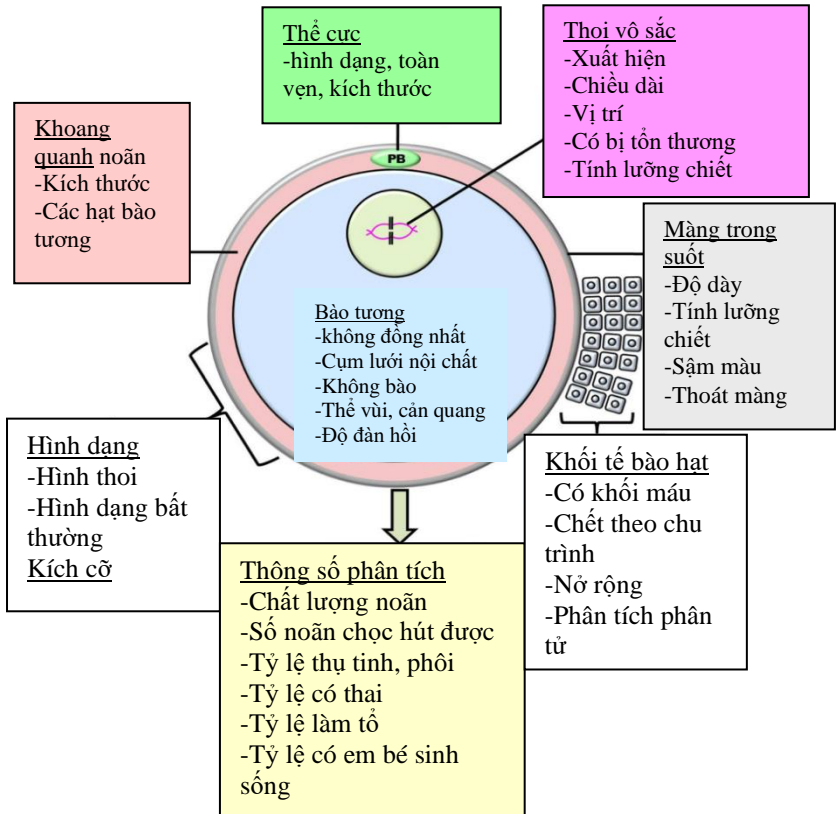 Thể cực
-hình dạng, toàn
vẹn, kích thước
Thoi vô sắc
-Xuất hiện
-Chiều dài
-Vị trí
-Có bị tổn thương
-Tính lưỡng chiết
Khoang
quanh noãn
-Kích thước
-Các hạt bào
tương
PB
Màng trong
suốt
-Độ dày
-Tính lưỡng
chiết
-Sậm màu
-Thoát màng
Bào tương
-không đồng nhất
-Cụm lưới nội chất
-Không bào
-Thể vùi, cản quang
-Độ đàn hồi
Hình dạng
-Hình thoi
-Hình dạng bất
thường
Kích cỡ
Khối tế bào hạt
-Có khối máu
-Chết theo chu
trình
-Nở rộng
-Phân tích phân
tử
Thông số phân tích
-Chất lượng noãn
-Số noãn chọc hút được
-Tỷ lệ thụ tinh, phôi
-Tỷ lệ có thai
-Tỷ lệ làm tổ
-Tỷ lệ có em bé sinh
sống